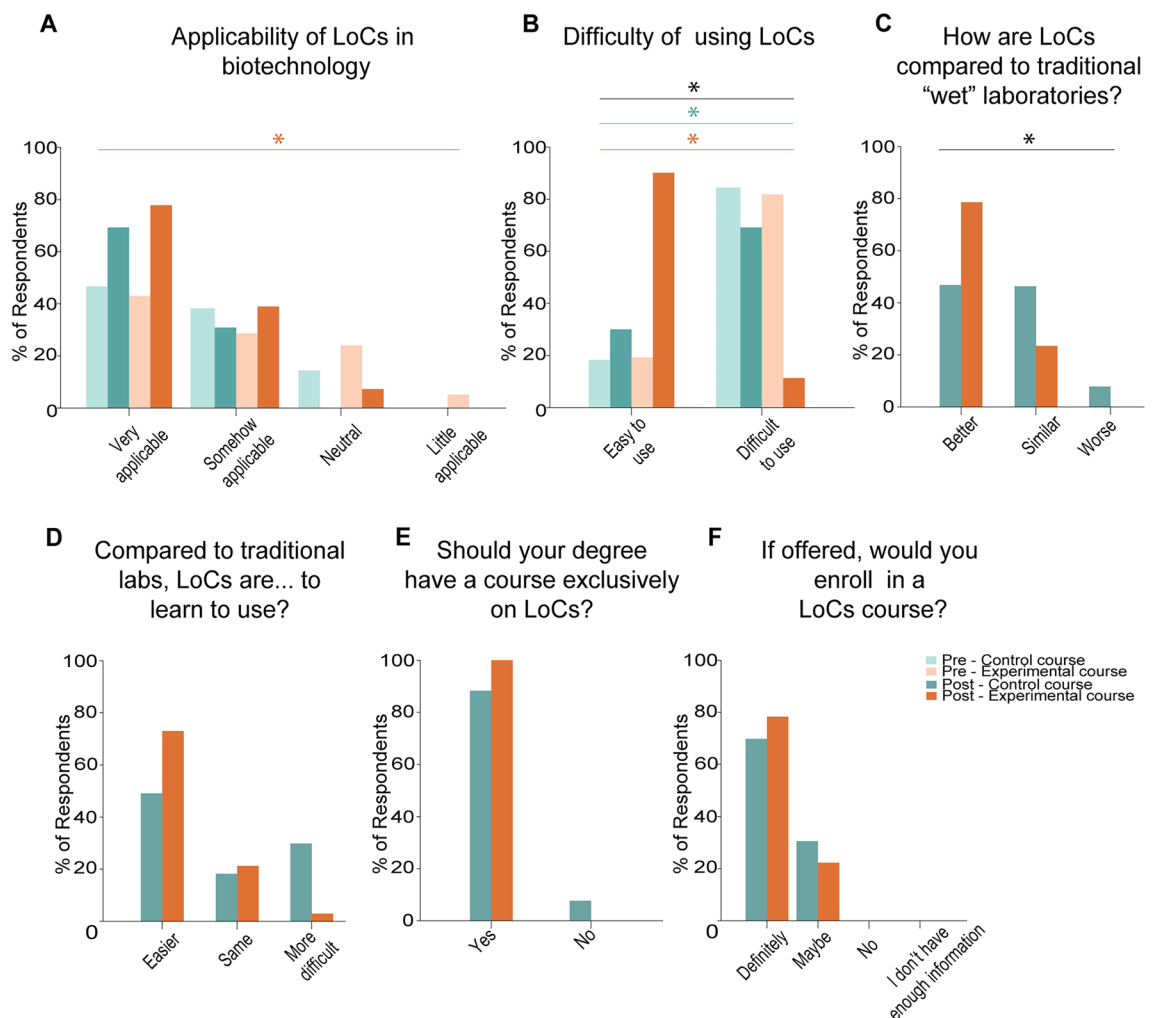 A
Applicability of LoCs in
biotechnology
*
% of Respondents
100
80
60
40
20
0
Very
applicable
Somehow
applicable
Neutral
Little
applicable
B
Difficulty of using LoCs
*
*
*
% of Respondents
100
80
60
40
20
0
Easy to
use
Difficult
to use
C
How are LoCs
compared to traditional
“wet” laboratories?
*
% of Respondents
100
80
60
40
20
0
Better
Similar
Worse
D
Compared to traditional
labs, LoCs are... to
learn to use?
% of Respondents
100
80
60
40
20
0
Easier
Same
More
difficult
E
Should your degree
have a course exclusively
on LoCs?
% of Respondents
100
80
60
40
20
0
Yes
No
F
If offered, would you
enroll in a
LoCs course?
% of Respondents
100
80
60
40
20
0
Definitely
Maybe
No
I don't have
enough information
Pre - Control course
Pre - Experimental course
Post - Control course
Post - Experimental course